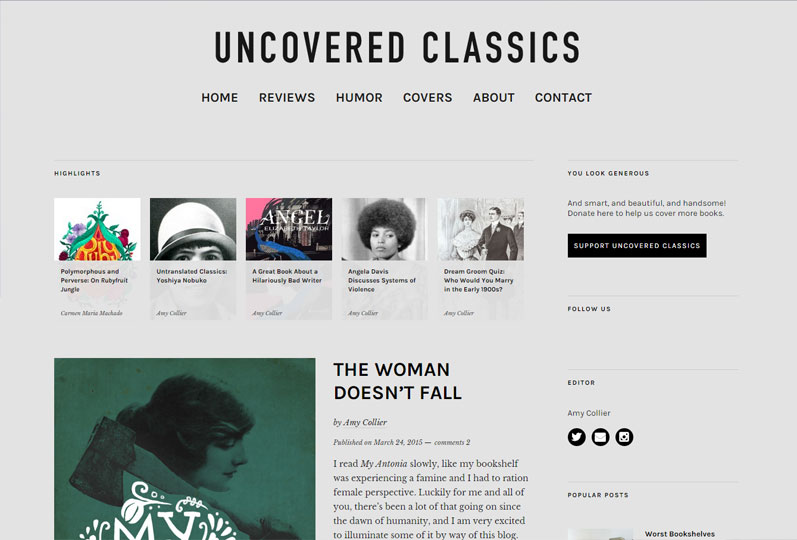 UNCOVERED CLASSICS
HOME REVIEWS HUMOR COVERS ABOUT CONTACT
HIGHLIGHTS
ANGEL
ELIZABETH TAYLOR
Polymorphous and
Perverse: On Rubyfruit
Jungle
Carmen Maria Machado
Untranslated Classics:
Yoshiya Nobuko
Amy Collier
A Great Book About a
Hilariously Bad Writer
Amy Collier
Angela Davis
Discusses Systems of
Violence
Amy Collier
Dream Groom Quiz:
Who Would You Marry
in the Early 1900s?
Amy Collier
MY
THE WOMAN
DOESN’T FALL
by Amy Collier
Published on March 24, 2015 — comments 2
I read My Antonia slowly, like my bookshelf
was experiencing a famine and I had to ration
female perspective. Luckily for me and all of
you, there’s been a lot of that going on since
the dawn of humanity, and I am very excited
to illuminate some of it by way of this blog.
YOU LOOK GENEROUS
And smart, and beautiful, and handsome!
Donate here to help us cover more books.
SUPPORT UNCOVERED CLASSICS
FOLLOW US
EDITOR
Amy Collier
POPULAR POSTS
Worst Bookshelves